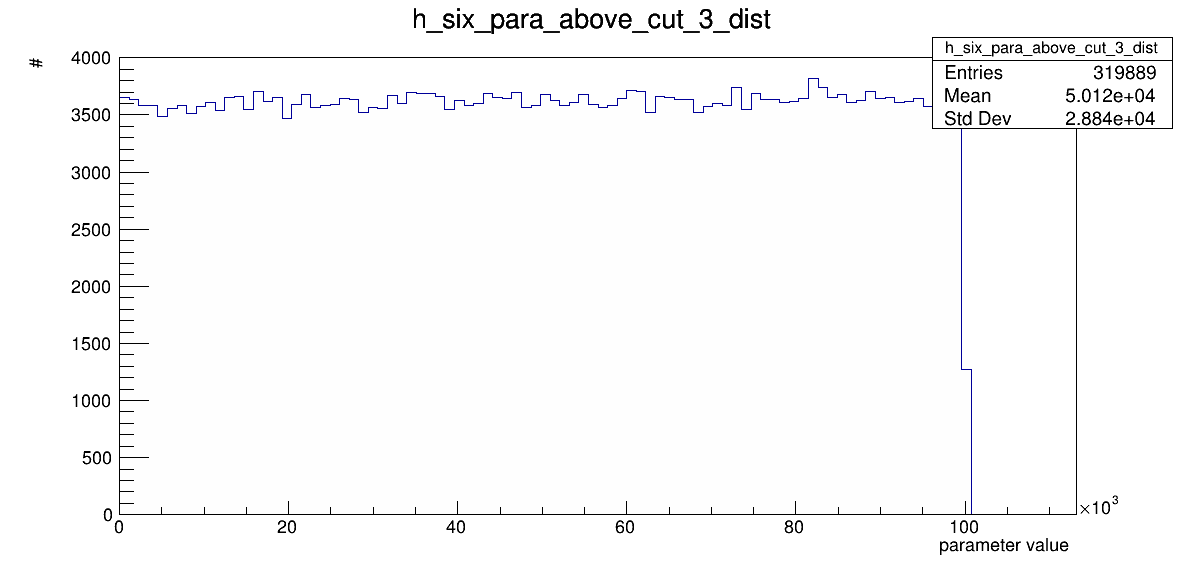 h_six_para_above_cut_3_dist
h_six_para_above_cut_3_dist
Entries 319889
Mean 5.012e+04
Std Dev 2.884e+04
#
4000
3500
3000
2500
2000
1500
1000
500
0
0 20 40 60 80 100
×10³
parameter value